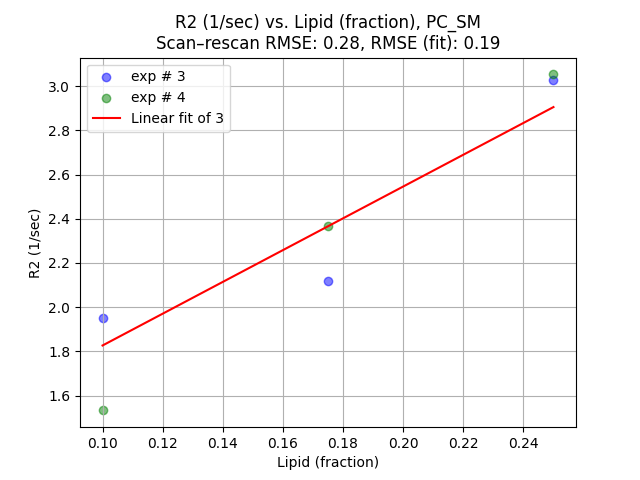 R2 (1/sec) vs. Lipid (fraction), PC_SM
Scan–rescan RMSE: 0.28, RMSE (fit): 0.19
exp # 3
exp # 4
Linear fit of 3
3.0
2.8
2.6
2.4
2.2
2.0
1.8
1.6
R2 (1/sec)
0.10 0.12 0.14 0.16 0.18 0.20 0.22 0.24
Lipid (fraction)